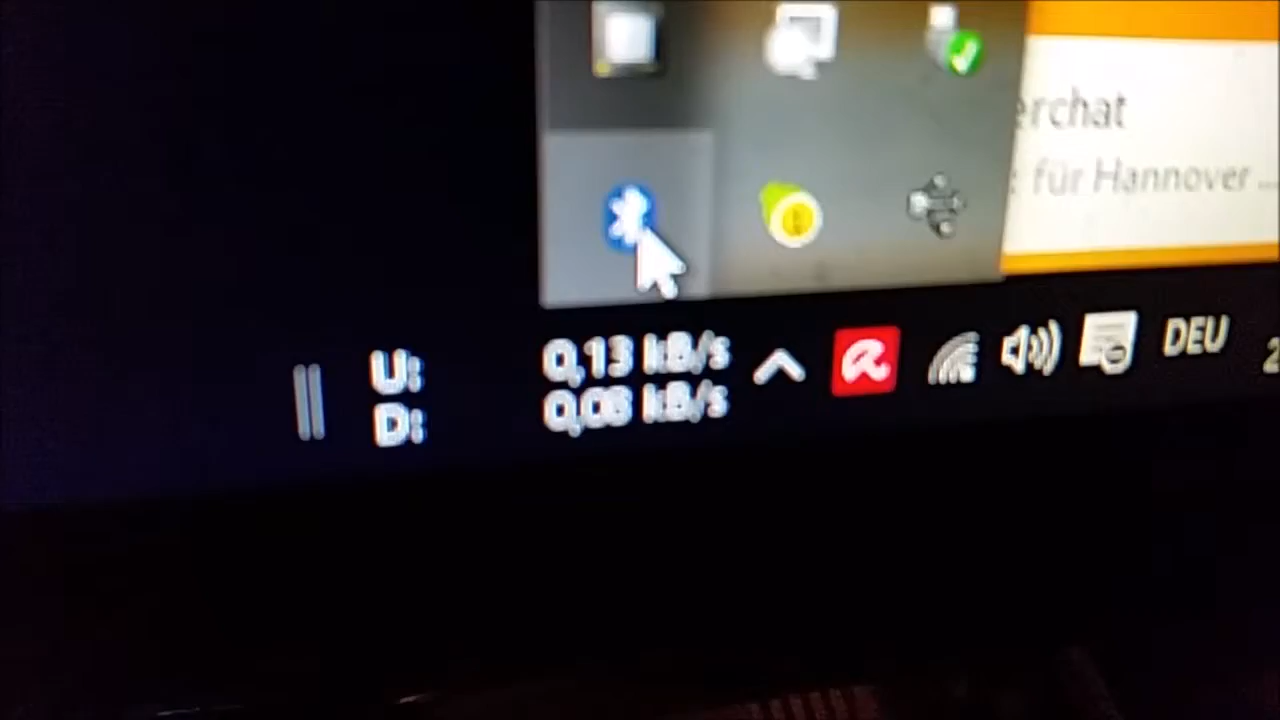 erchat
für Hannover ...
U: 0,13 kB/s
D: 0,08 kB/s
DEU